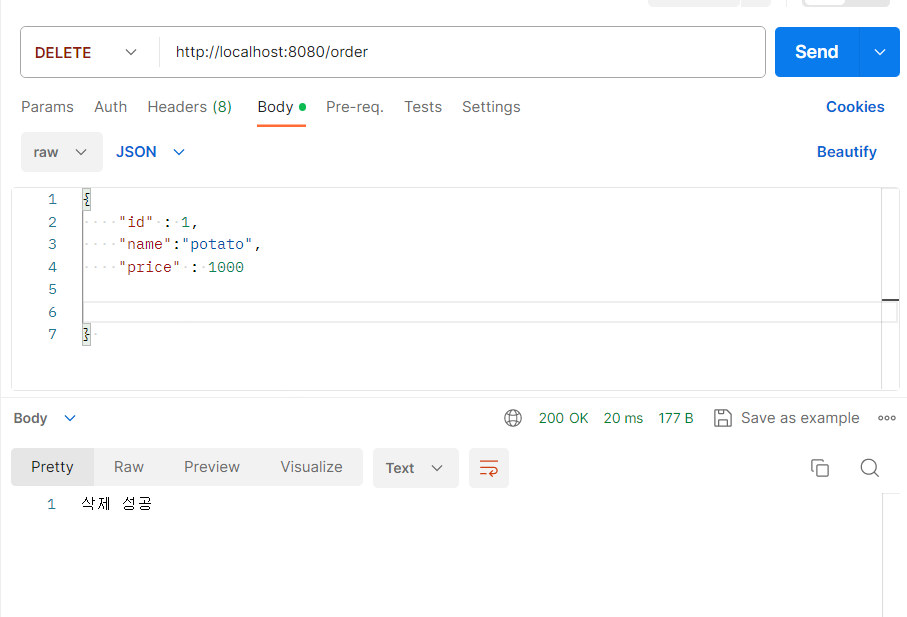 DELETE http://localhost:8080/order Send
Params Auth Headers (8) Body Pre-req. Tests Settings Cookies
raw JSON Beautify
1 {
2 "id" : 1,
3 "name":"potato",
4 "price" : 1000
5
6
7 }
Body 200 OK 20 ms 177 B Save as example
Pretty Raw Preview Visualize Text
1 삭제 성공